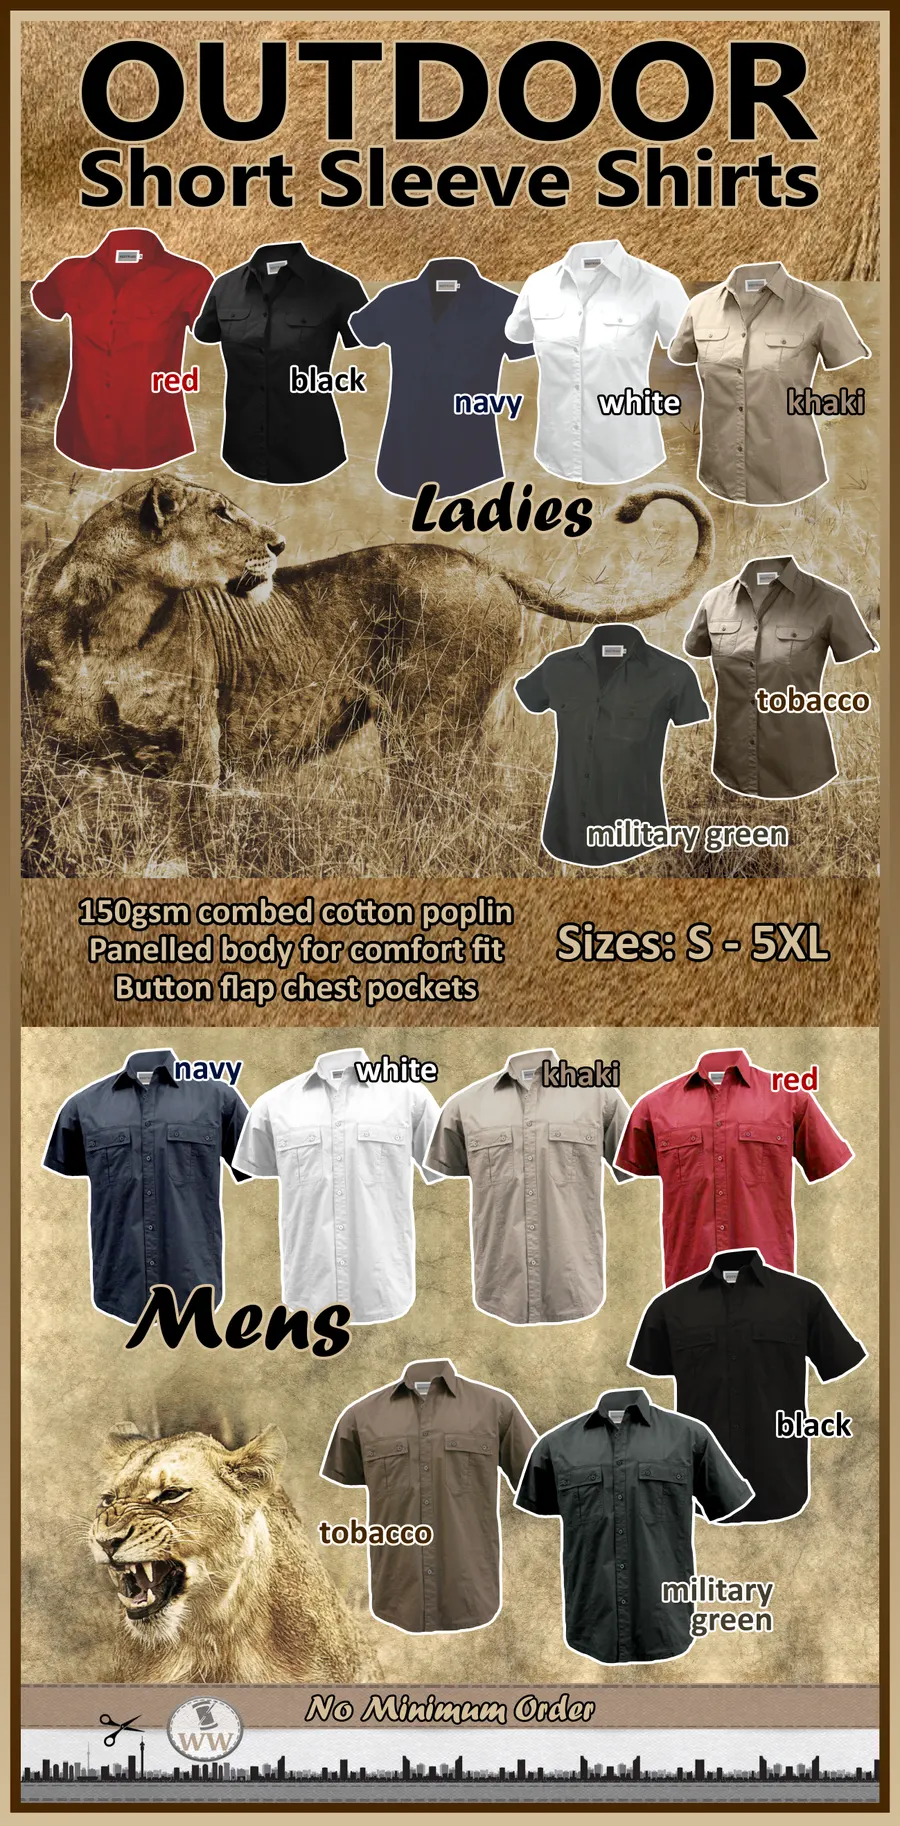 OUTDOOR
Short Sleeve Shirts
red
black
navy
white
khaki
Ladies
tobacco
military green
150gsm combed cotton poplin
Panelled body for comfort fit
Button flap chest pockets
Sizes: S - 5XL
navy
white
khaki
red
Mens
black
tobacco
military
green
No Minimum Order
WW